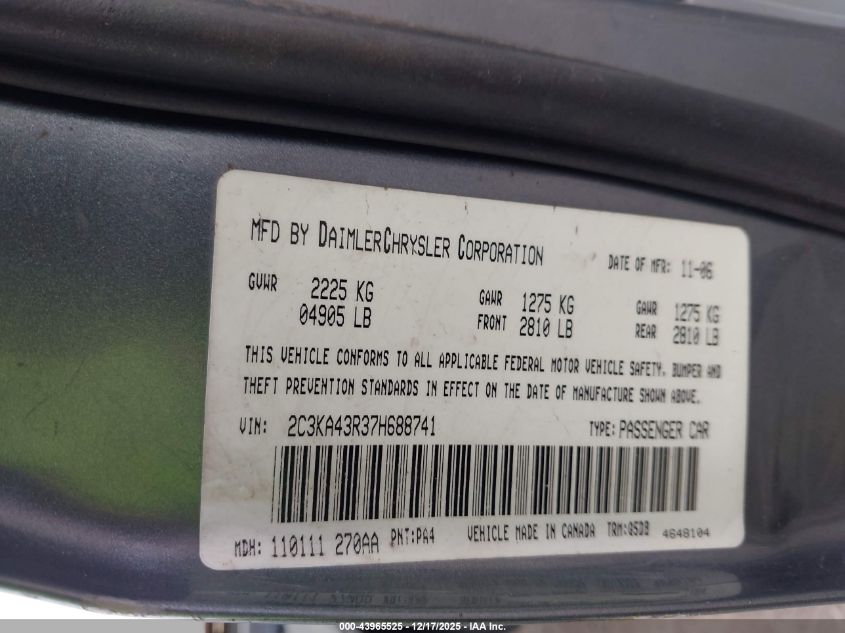 MFD BY DAIMLERCHRYSLER CORPORATION DATE OF MFR: 11-06
GVWR 2225 KG GAWR 1275 KG GAWR 1275 KG
04905 LB FRONT 2810 LB REAR 2810 LB
THIS VEHICLE CONFORMS TO ALL APPLICABLE FEDERAL MOTOR VEHICLE SAFETY, BUMPER AND
THEFT PREVENTION STANDARDS IN EFFECT ON THE DATE OF MANUFACTURE SHOWN ABOVE.
VIN: 2C3KA43R37H688741 TYPE: PASSENGER CAR
MDH: 110111 270AA PNT:PA4 VEHICLE MADE IN CANADA TRM:05DB 4648104
000-43965525 - 12/17/2025 - IAA Inc.